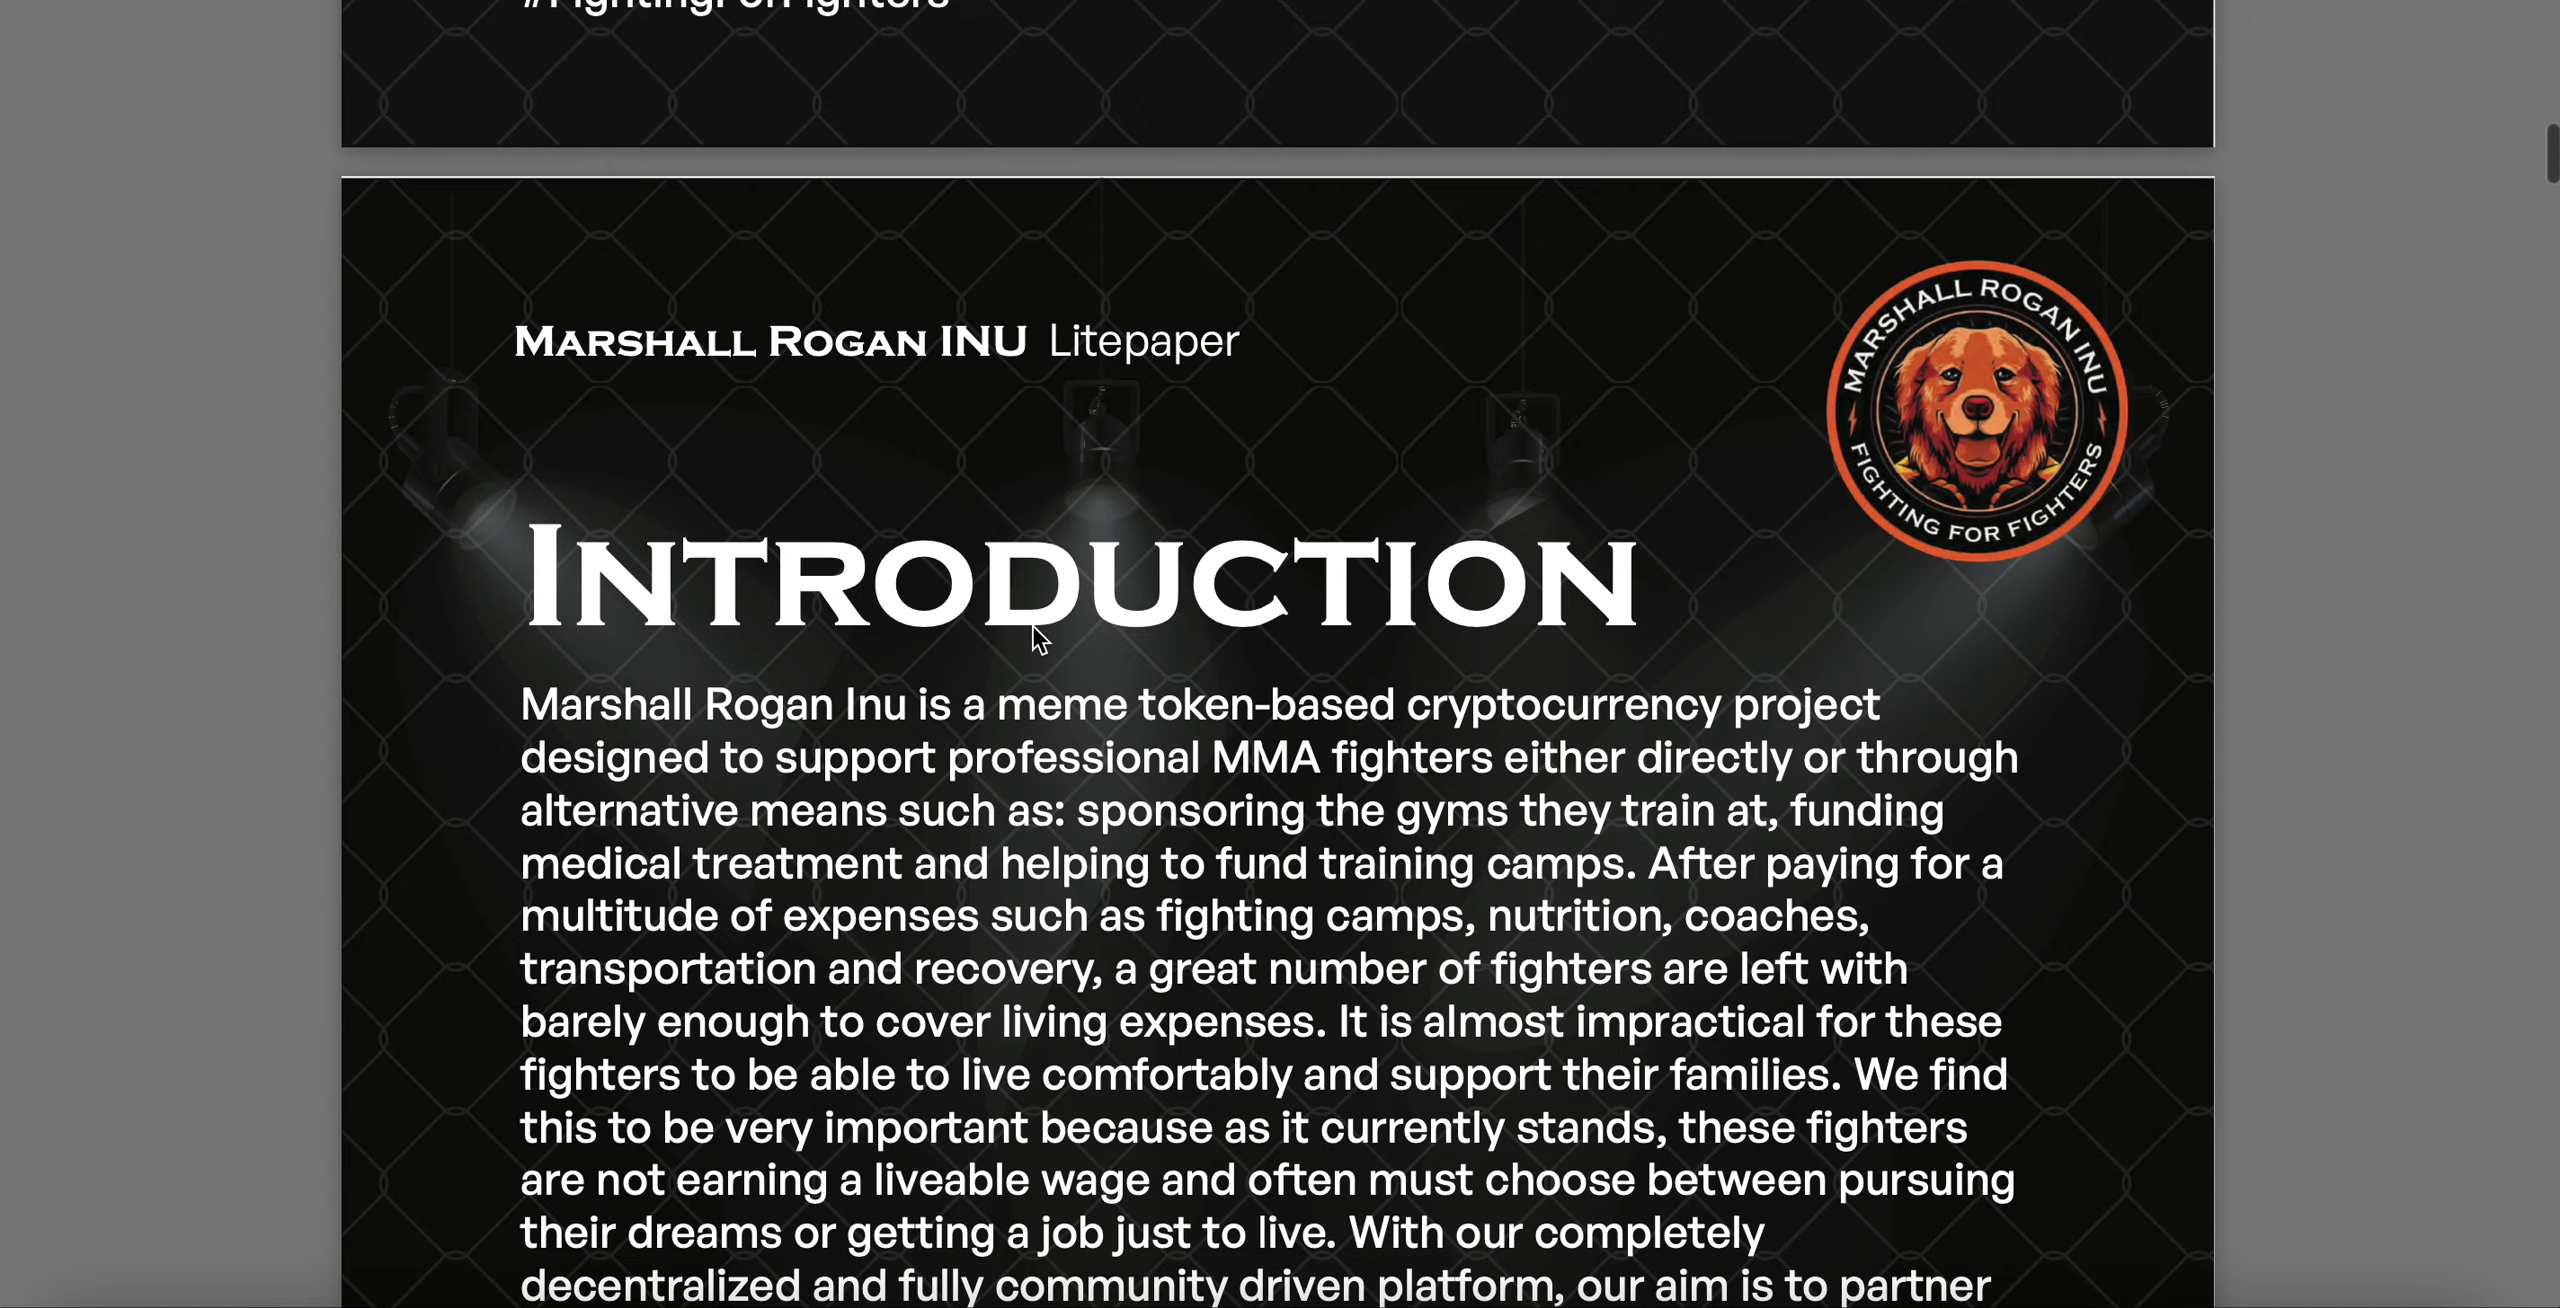 #FightingForFighters
MARSHALL ROGAN INU Litepaper
MARSHALL ROGAN INU
FIGHTING FOR FIGHTERS
INTRODUCTION
Marshall Rogan Inu is a meme token-based cryptocurrency project
designed to support professional MMA fighters either directly or through
alternative means such as: sponsoring the gyms they train at, funding
medical treatment and helping to fund training camps. After paying for a
multitude of expenses such as fighting camps, nutrition, coaches,
transportation and recovery, a great number of fighters are left with
barely enough to cover living expenses. It is almost impractical for these
fighters to be able to live comfortably and support their families. We find
this to be very important because as it currently stands, these fighters
are not earning a liveable wage and often must choose between pursuing
their dreams or getting a job just to live. With our completely
decentralized and fully community driven platform, our aim is to partner